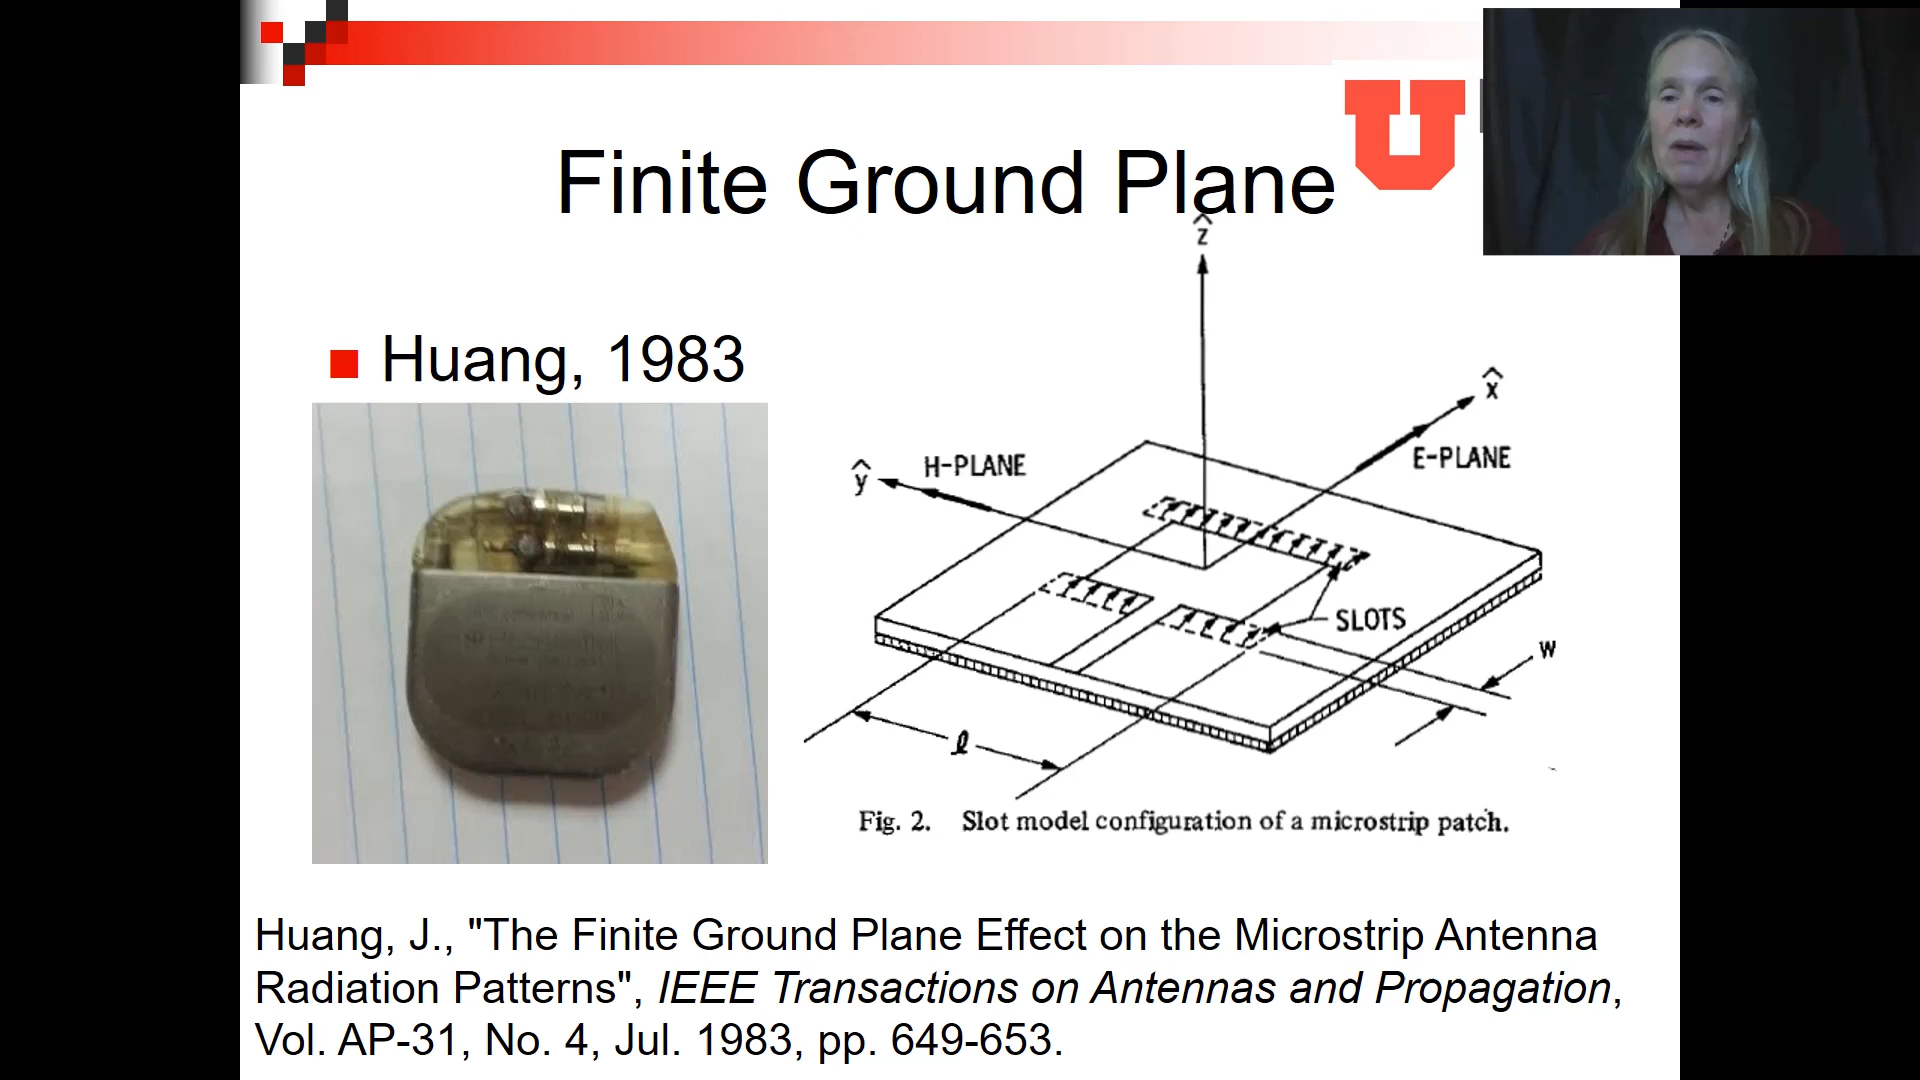 Finite Ground Plane
U
Huang, 1983
ẑ
x̂
E-PLANE
ŷ
H-PLANE
SLOTS
W
ℓ
Fig. 2. Slot model configuration of a microstrip patch.
Huang, J., "The Finite Ground Plane Effect on the Microstrip Antenna
Radiation Patterns", IEEE Transactions on Antennas and Propagation,
Vol. AP-31, No. 4, Jul. 1983, pp. 649-653.